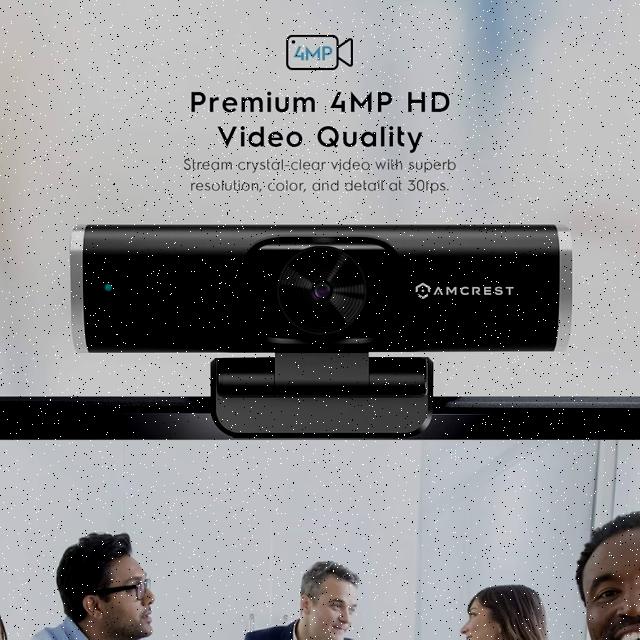 4MP
Premium 4MP HD
Video Quality
Stream crystal-clear video with superb
resolution, color, and detail at 30fps.
AMCREST